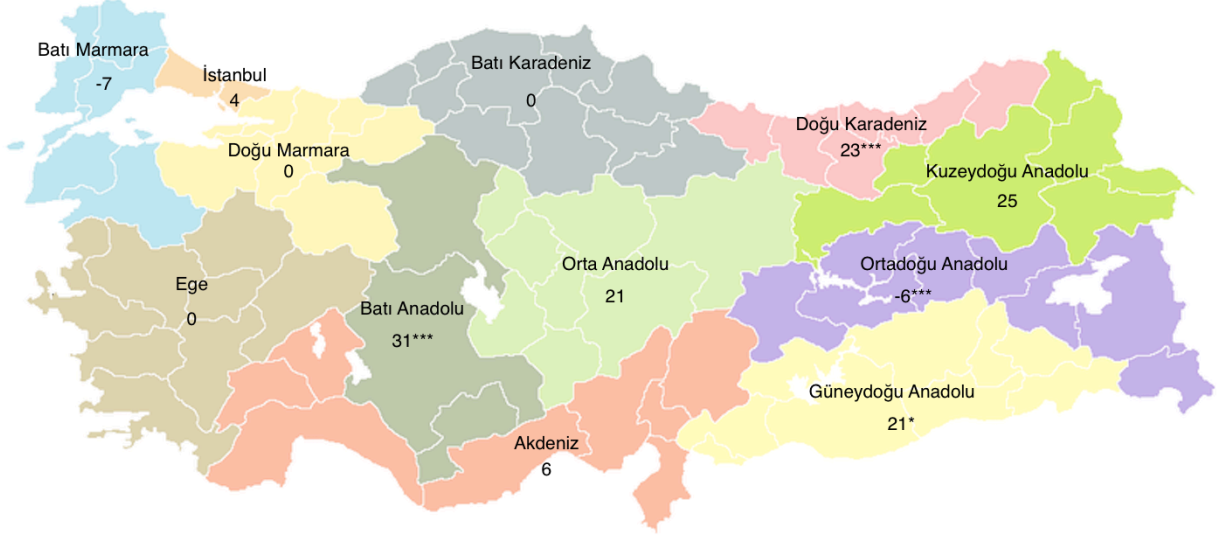 Batı Marmara
-7
İstanbul
4
Batı Karadeniz
0
Doğu Karadeniz
23***
Doğu Marmara
0
Kuzeydoğu Anadolu
25
Ege
0
Batı Anadolu
31***
Orta Anadolu
21
Ortadoğu Anadolu
-6***
Güneydoğu Anadolu
21*
Akdeniz
6